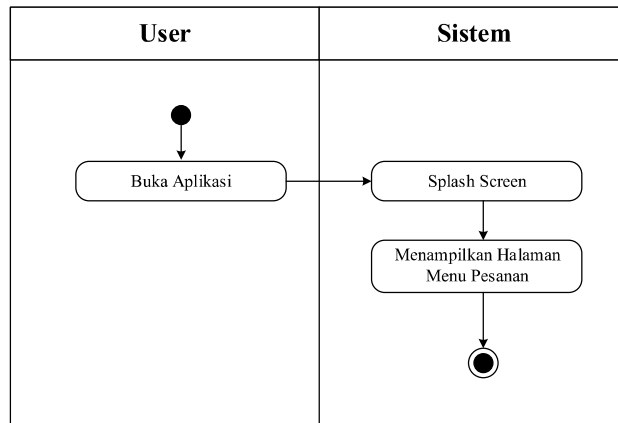 User
Sistem
Buka Aplikasi
Splash Screen
Menampilkan Halaman
Menu Pesanan